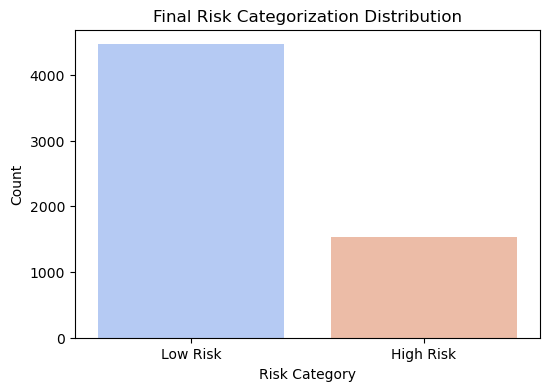 Final Risk Categorization Distribution
4000
3000
2000
1000
0
Count
Low Risk
High Risk
Risk Category